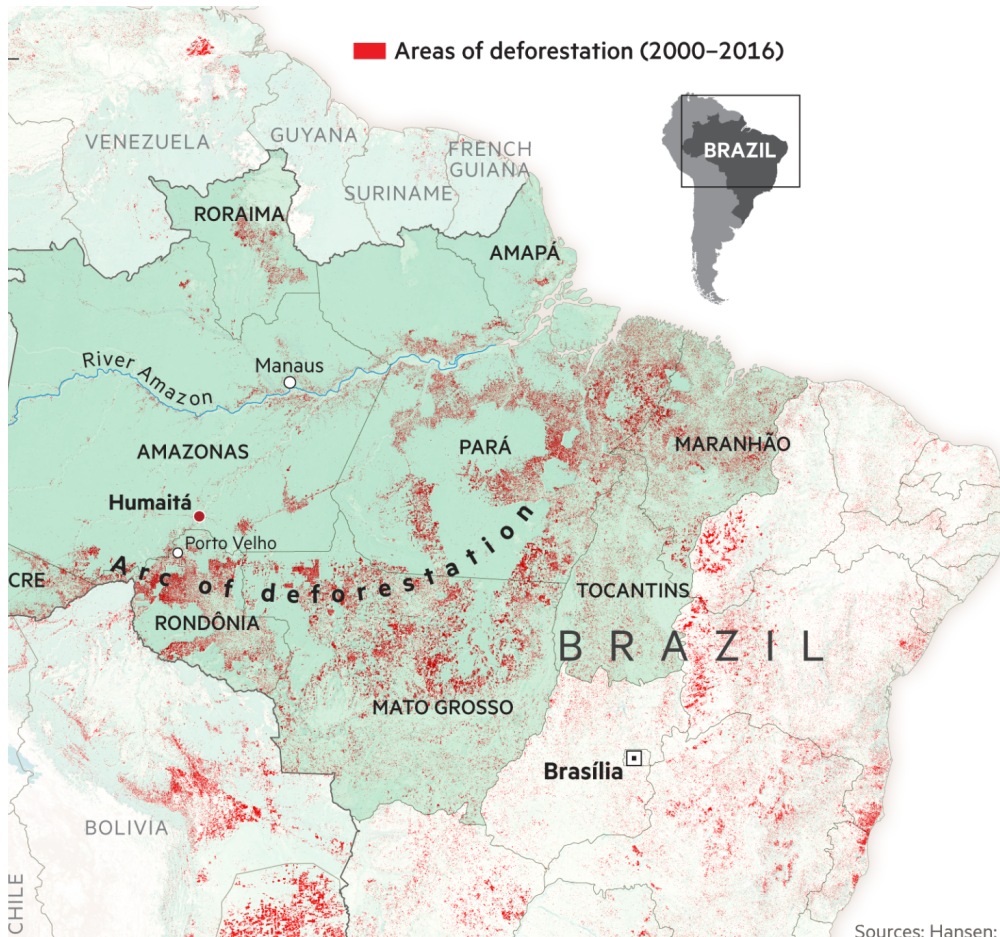 Areas of deforestation (2000–2016)
BRAZIL
VENEZUELA
GUYANA
FRENCH
GUIANA
SURINAME
RORAIMA
AMAPÁ
River Amazon
Manaus
AMAZONAS
PARÁ
MARANHÃO
Humaitá
Porto Velho
Arc of deforestation
CRE
RONDÔNIA
TOCANTINS
BRAZIL
MATO GROSSO
Brasília
BOLIVIA
CHILE
Sources: Hansen;